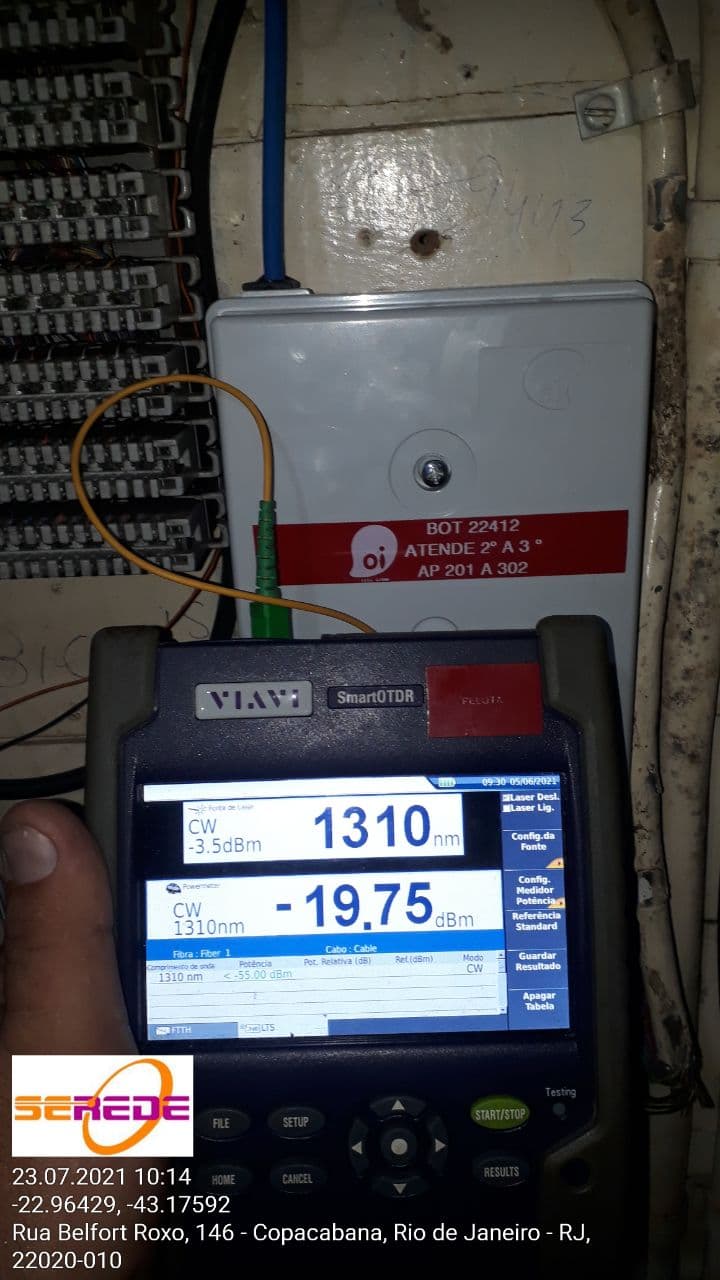 BOT 22412
oi
ATENDE 2º A 3 º
AP 201 A 302
VIAVI
SmartOTDR
PELOTA
09:30 05/06/2021
Fonte de Laser
CW
-3.5dBm
1310nm
Laser Desl.
Laser Lig.
Config.da
Fonte
Powermeter
CW
1310nm
-19.75dBm
Config.
Medidor
Potência
Referência
Standard
Fibra : Fiber 1
Cabo : Cable
Comprimento de onda Potência Pot. Relativa (dB) Ref.(dBm) Modo
1310 nm < -55.00 dBm CW
Guardar
Resultado
Apagar
Tabela
FTTH
LTS
Testing
FILE
SETUP
START/STOP
HOME
CANCEL
RESULTS
SEREDE
23.07.2021 10:14
-22.96429, -43.17592
Rua Belfort Roxo, 146 - Copacabana, Rio de Janeiro - RJ,
22020-010